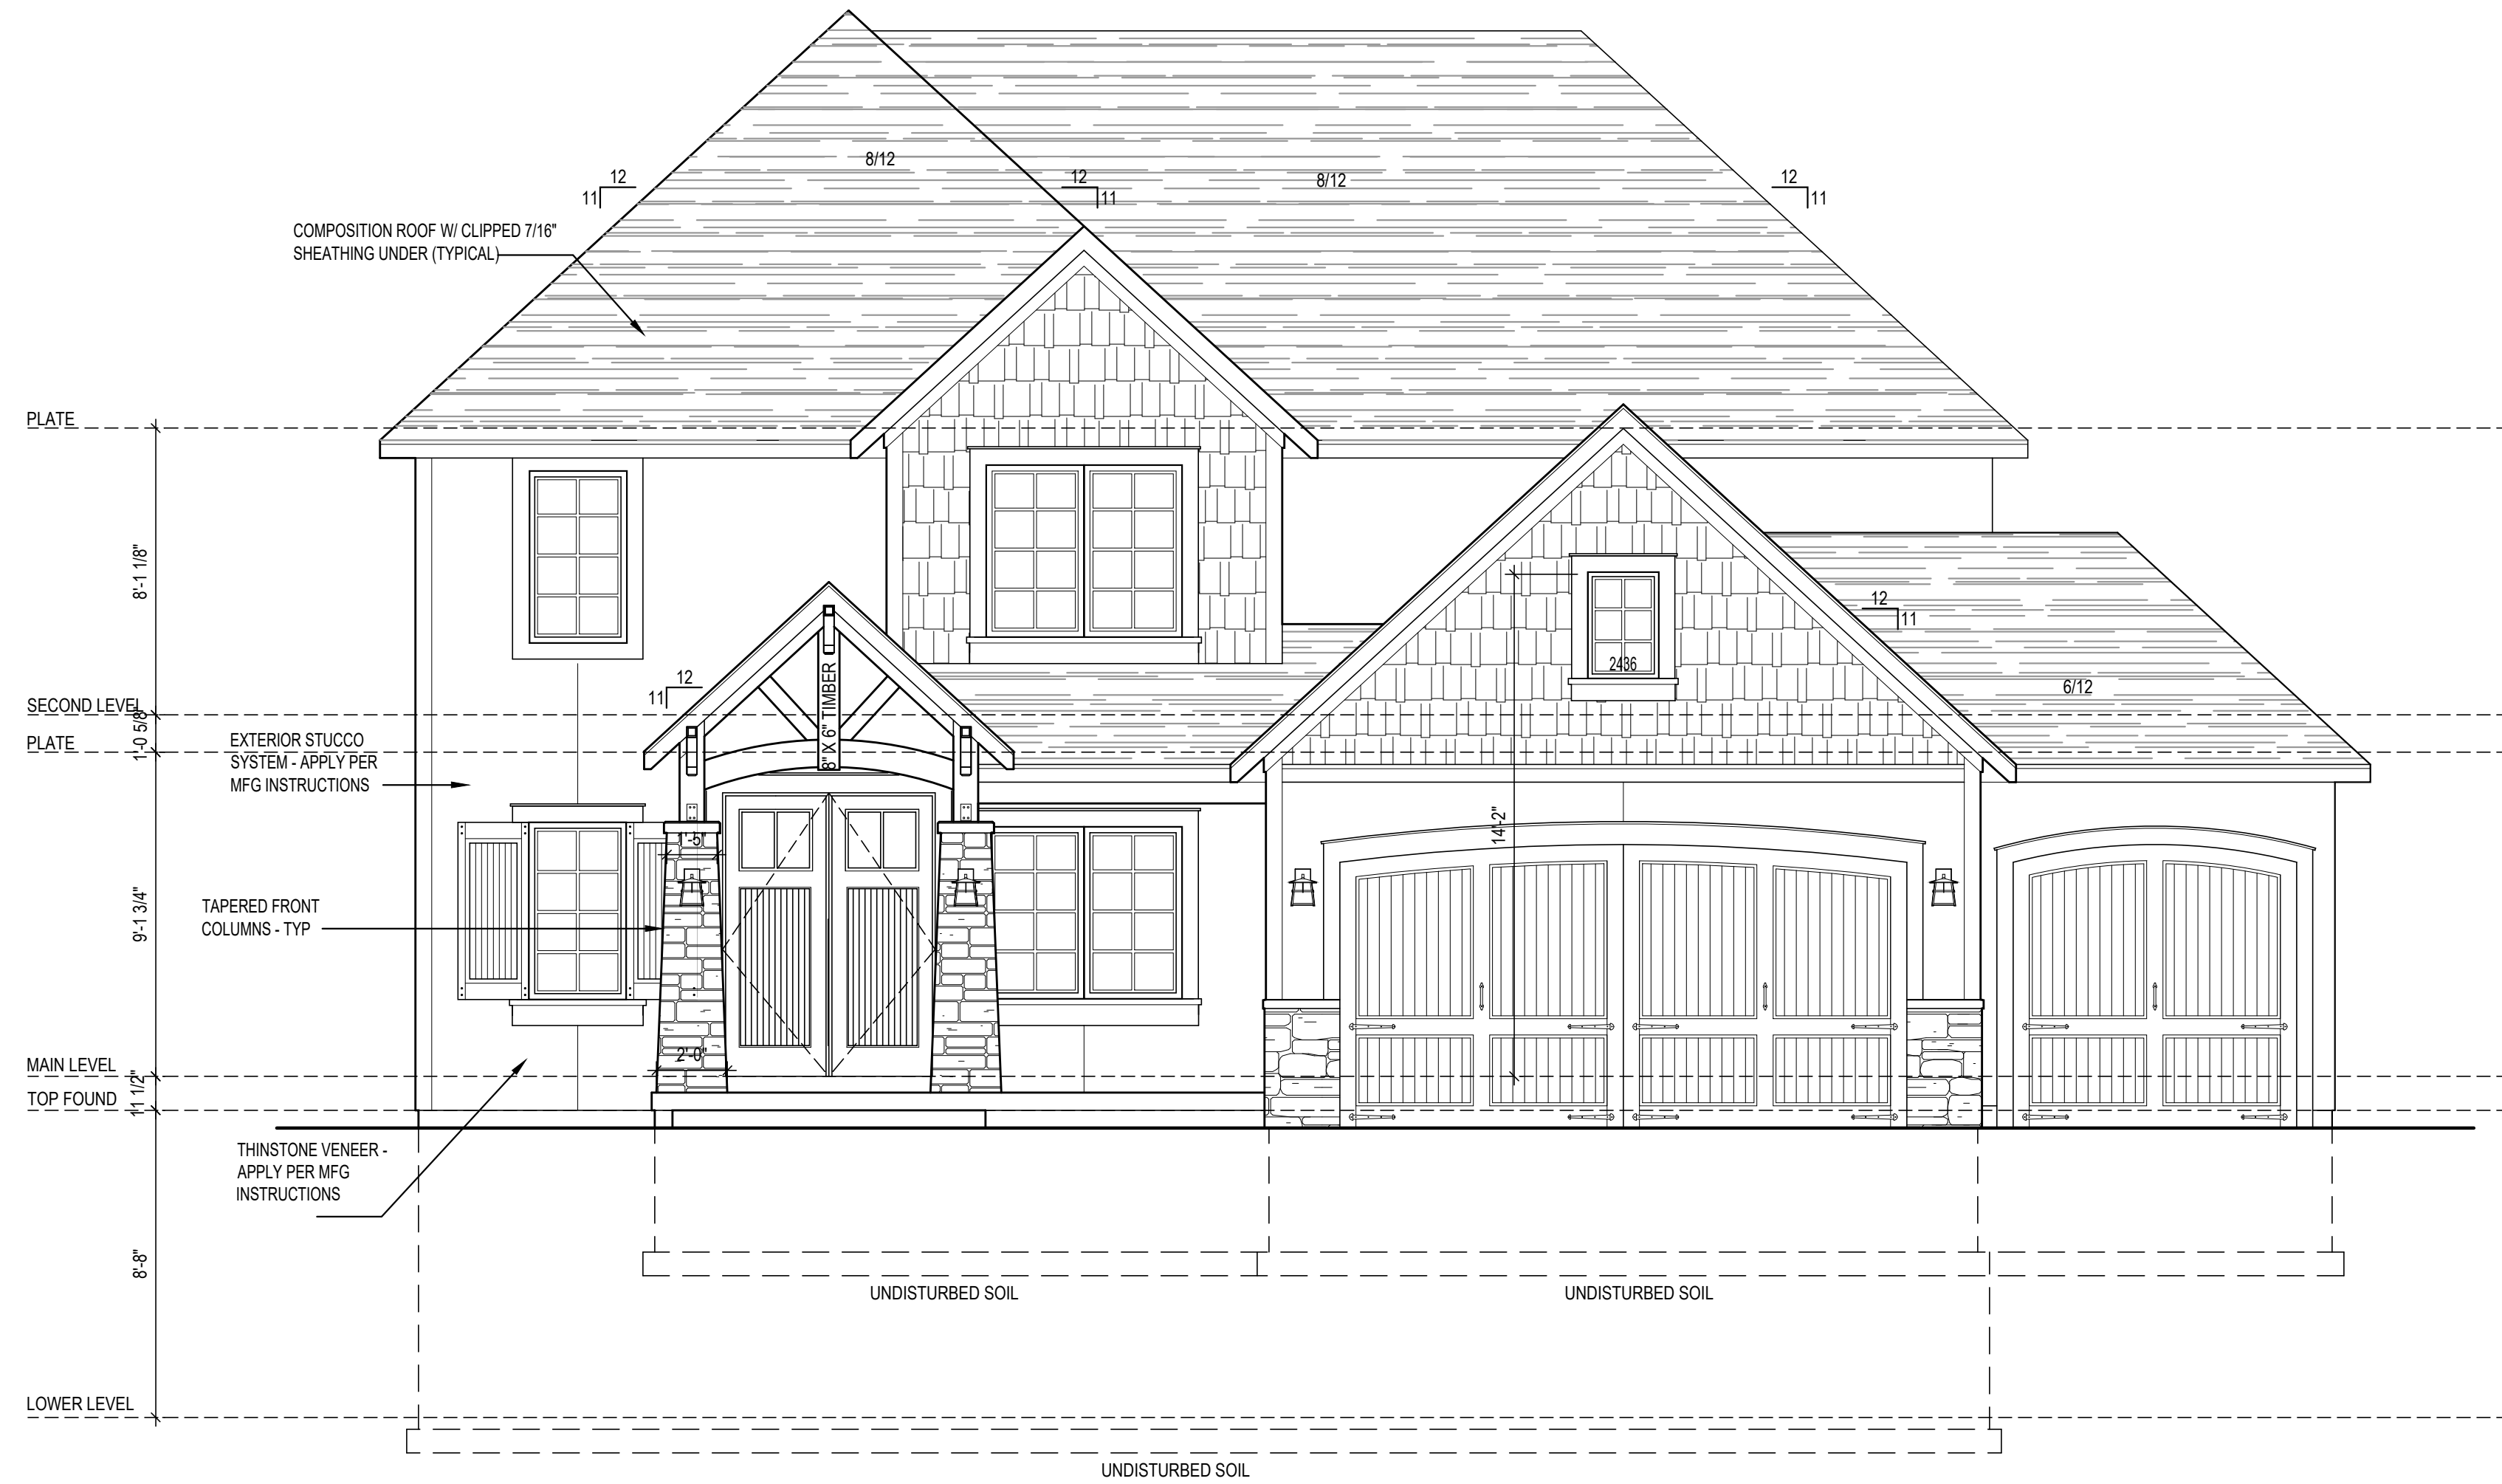 8/12
12
11
12
11
8/12
12
11
COMPOSITION ROOF W/ CLIPPED 7/16"
SHEATHING UNDER (TYPICAL)
PLATE
8'-1 1/8"
12
11
2436
12
11
8" X 6" TIMBER
6/12
SECOND LEVEL
1'-0 5/8"
PLATE
EXTERIOR STUCCO
SYSTEM - APPLY PER
MFG INSTRUCTIONS
14'-2"
1'-5"
9'-1 3/4"
TAPERED FRONT
COLUMNS - TYP
2'-0"
MAIN LEVEL
11 1/2"
TOP FOUND
THINSTONE VENEER -
APPLY PER MFG
INSTRUCTIONS
8'-8"
UNDISTURBED SOIL
UNDISTURBED SOIL
LOWER LEVEL
UNDISTURBED SOIL